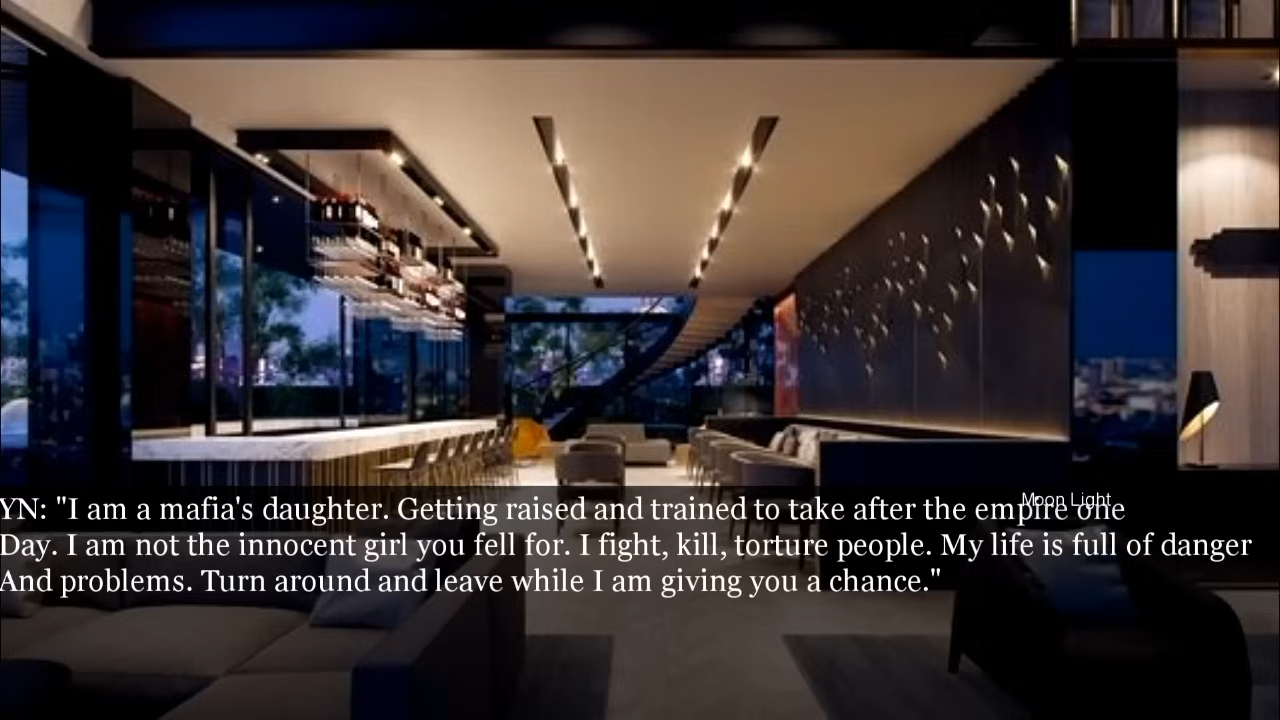 Moon Light
YN: "I am a mafia's daughter. Getting raised and trained to take after the empire one
Day. I am not the innocent girl you fell for. I fight, kill, torture people. My life is full of danger
And problems. Turn around and leave while I am giving you a chance."